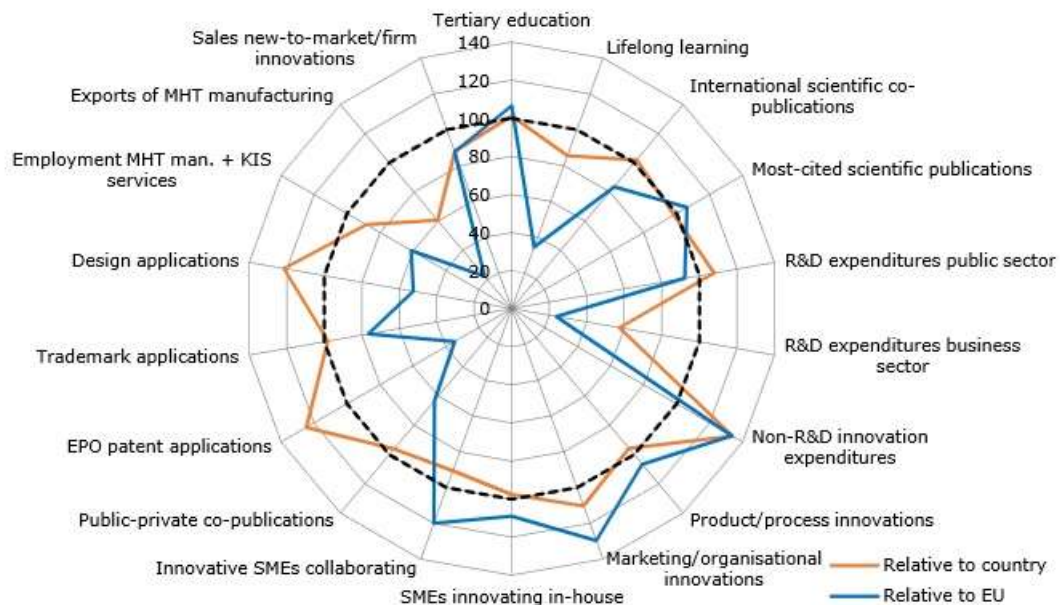 Tertiary education
Lifelong learning
International scientific co-
publications
Most-cited scientific publications
R&D expenditures public sector
R&D expenditures business
sector
Non-R&D innovation
expenditures
Product/process innovations
Marketing/organisational
innovations
SMEs innovating in-house
Innovative SMEs collaborating
Public-private co-publications
EPO patent applications
Trademark applications
Design applications
Employment MHT man. + KIS
services
Exports of MHT manufacturing
Sales new-to-market/firm
innovations
140
120
100
80
60
40
20
0
Relative to country
Relative to EU